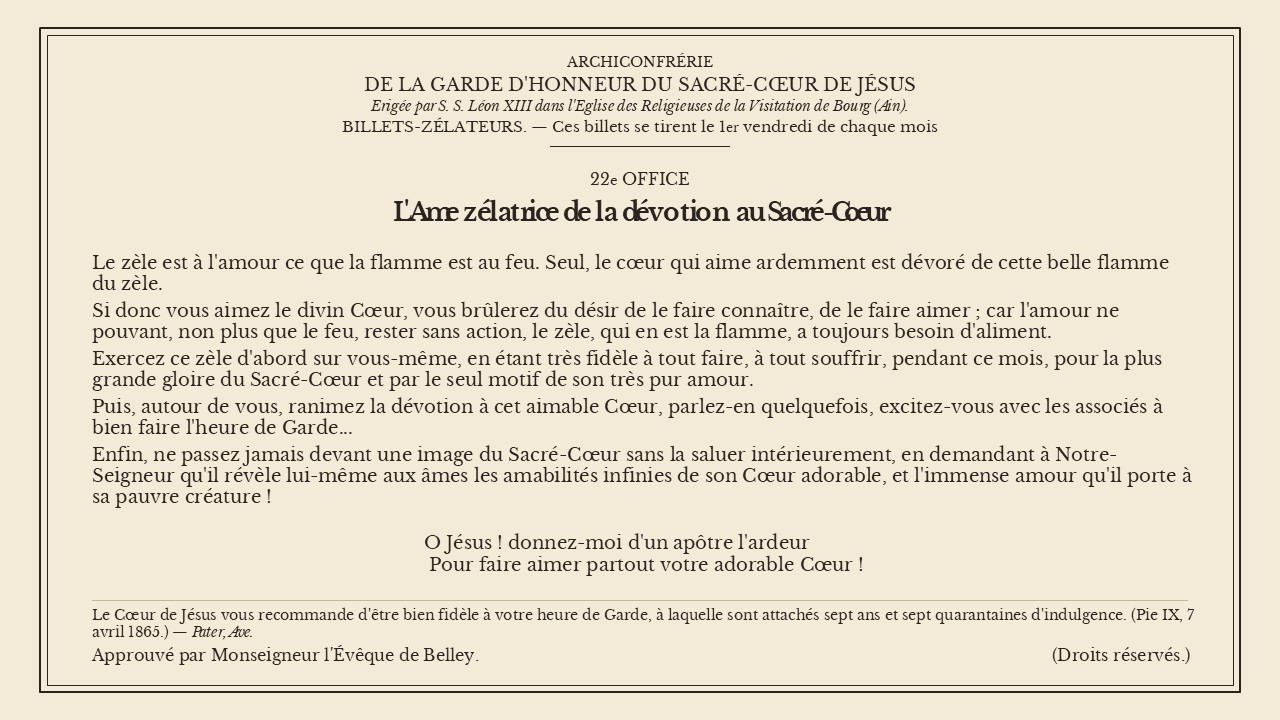 ARCHICONFRÉRIE
DE LA GARDE D'HONNEUR DU SACRÉ-CŒUR DE JÉSUS
Erigée par S. S. Léon XIII dans l'Eglise des Religieuses de la Visitation de Bourg (Ain).
BILLETS-ZÉLATEURS. — Ces billets se tirent le 1er vendredi de chaque mois
22e OFFICE
L'Ame zélatrice de la dévotion au Sacré-Cœur
Le zèle est à l'amour ce que la flamme est au feu. Seul, le cœur qui aime ardemment est dévoré de cette belle flamme
du zèle.
Si donc vous aimez le divin Cœur, vous brûlerez du désir de le faire connaître, de le faire aimer ; car l'amour ne
pouvant, non plus que le feu, rester sans action, le zèle, qui en est la flamme, a toujours besoin d'aliment.
Exercez ce zèle d'abord sur vous-même, en étant très fidèle à tout faire, à tout souffrir, pendant ce mois, pour la plus
grande gloire du Sacré-Cœur et par le seul motif de son très pur amour.
Puis, autour de vous, ranimez la dévotion à cet aimable Cœur, parlez-en quelquefois, excitez-vous avec les associés à
bien faire l'heure de Garde...
Enfin, ne passez jamais devant une image du Sacré-Cœur sans la saluer intérieurement, en demandant à Notre-
Seigneur qu'il révèle lui-même aux âmes les amabilités infinies de son Cœur adorable, et l'immense amour qu'il porte à
sa pauvre créature !
O Jésus ! donnez-moi d'un apôtre l'ardeur
Pour faire aimer partout votre adorable Cœur !
Le Cœur de Jésus vous recommande d'être bien fidèle à votre heure de Garde, à laquelle sont attachés sept ans et sept quarantaines d'indulgence. (Pie IX, 7
avril 1865.) — Pater, Ave.
Approuvé par Monseigneur l'Évêque de Belley. (Droits réservés.)